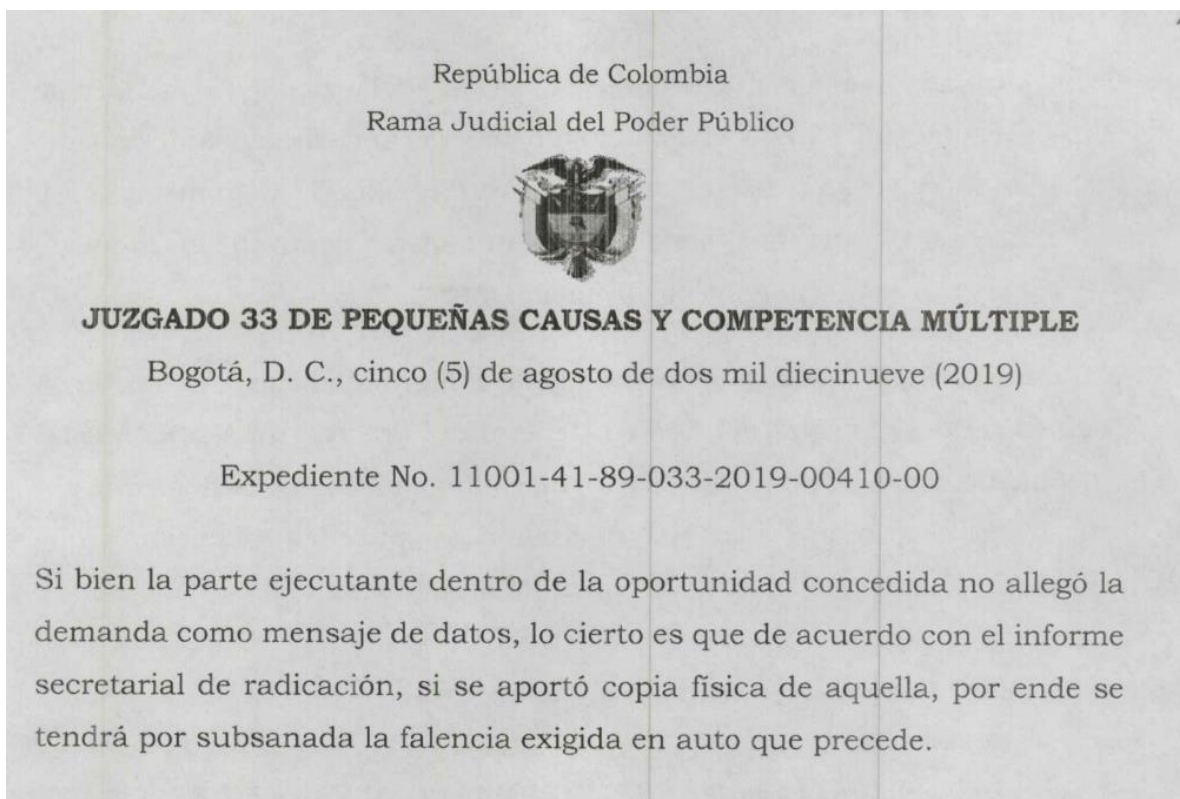 República de Colombia
Rama Judicial del Poder Público
JUZGADO 33 DE PEQUEÑAS CAUSAS Y COMPETENCIA MÚLTIPLE
Bogotá, D. C., cinco (5) de agosto de dos mil diecinueve (2019)
Expediente No. 11001-41-89-033-2019-00410-00
Si bien la parte ejecutante dentro de la oportunidad concedida no allegó la
demanda como mensaje de datos, lo cierto es que de acuerdo con el informe
secretarial de radicación, si se aportó copia física de aquella, por ende se
tendrá por subsanada la falencia exigida en auto que precede.